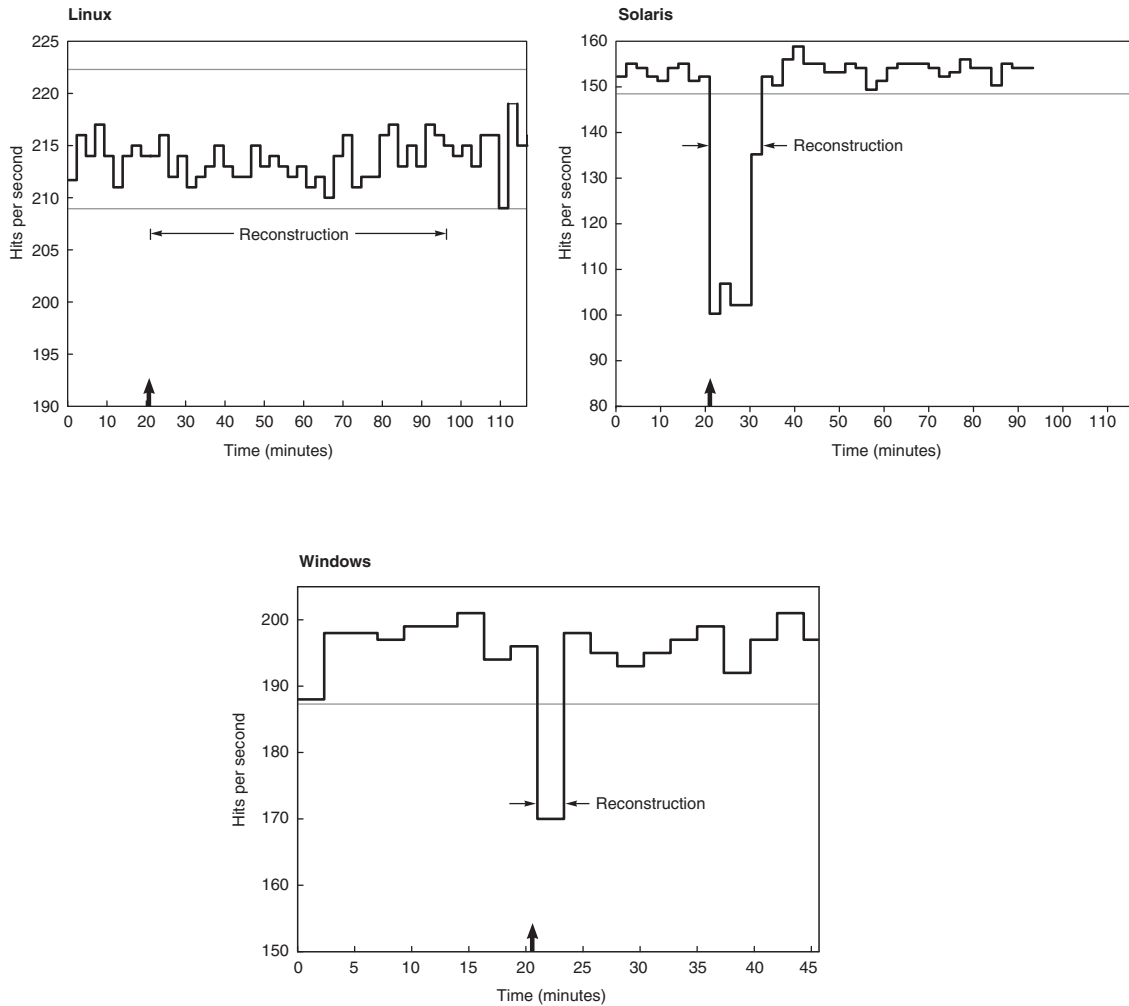 Linux
225
220
215
210
205
200
195
190
Hits per second
Reconstruction
0 10 20 30 40 50 60 70 80 90 100 110
Time (minutes)
Solaris
160
150
140
130
120
110
100
90
80
Hits per second
Reconstruction
0 10 20 30 40 50 60 70 80 90 100 110
Time (minutes)
Windows
200
190
180
170
160
150
Hits per second
Reconstruction
0 5 10 15 20 25 30 35 40 45
Time (minutes)